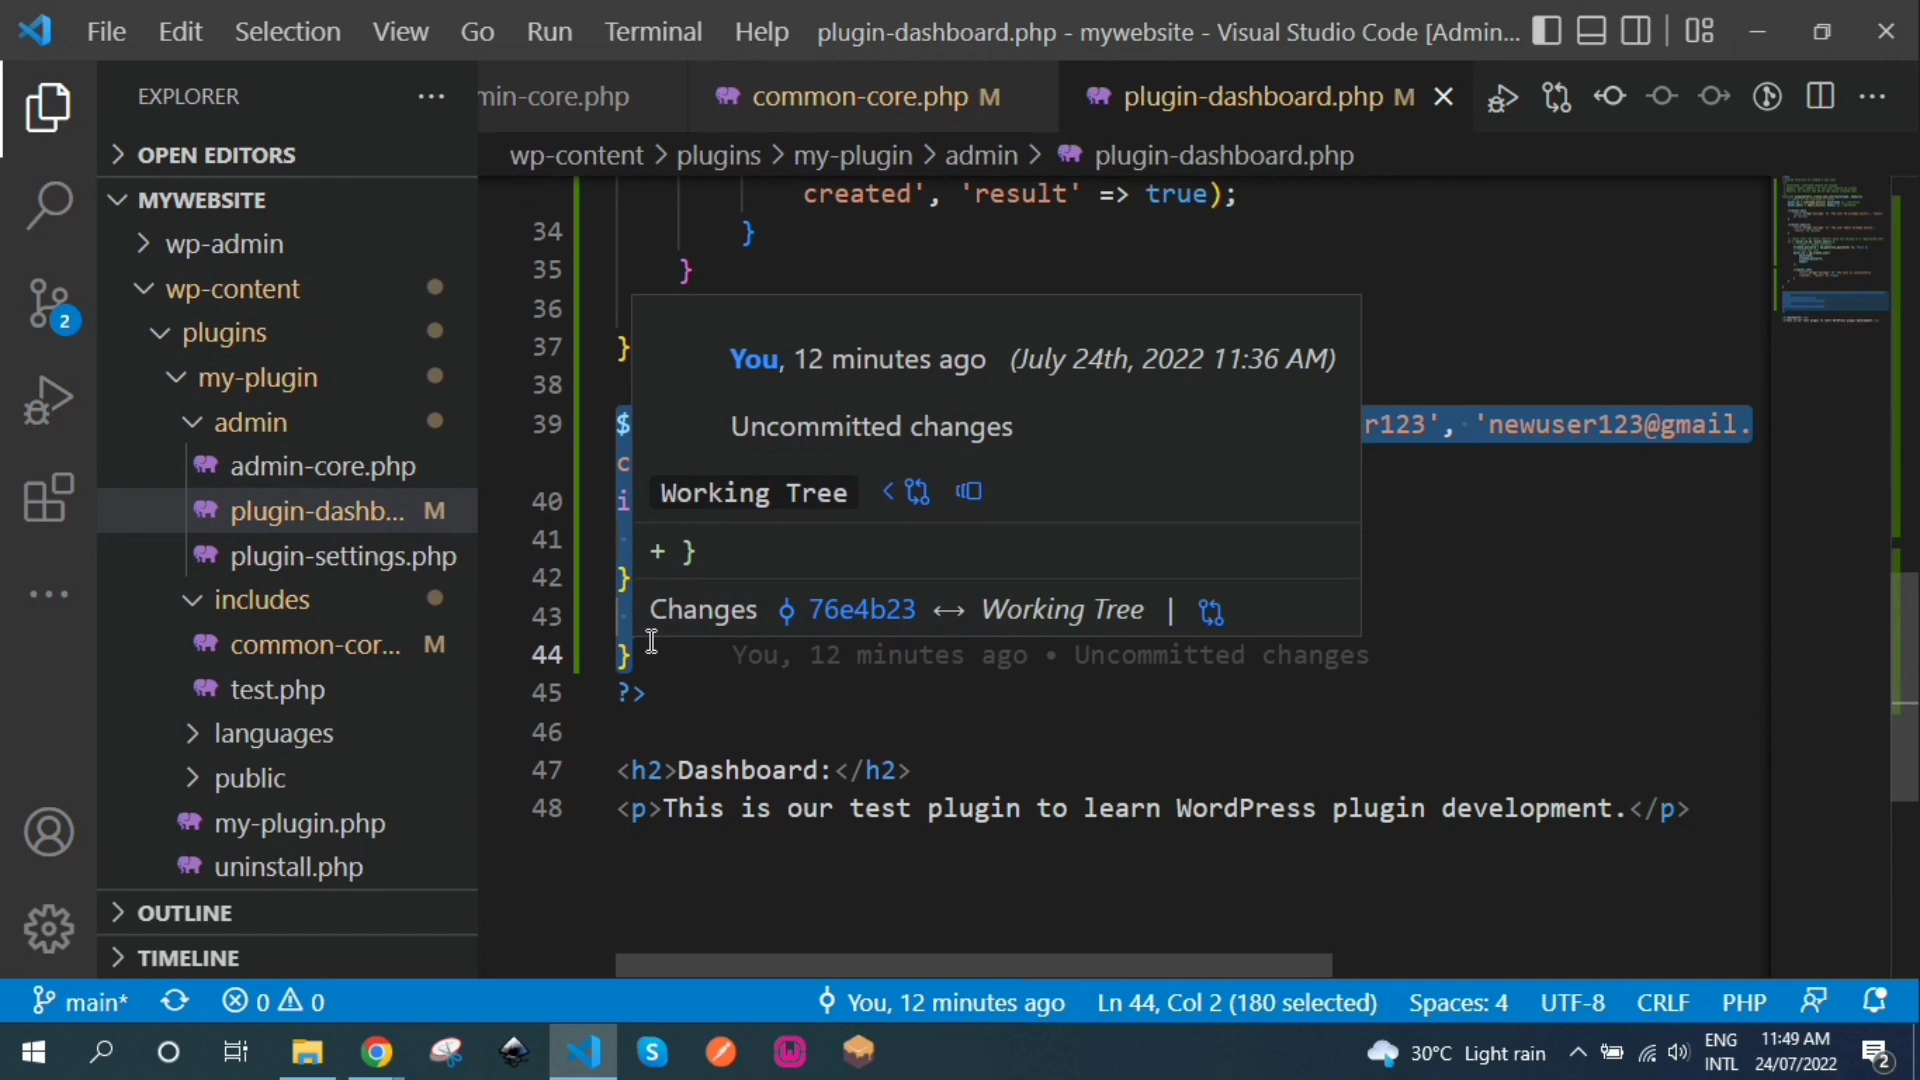 File Edit Selection View Go Run Terminal Help plugin-dashboard.php - mywebsite - Visual Studio Code [Admin...
EXPLORER ...
min-core.php common-core.php M plugin-dashboard.php M
OPEN EDITORS
wp-content > plugins > my-plugin > admin > plugin-dashboard.php
MYWEBSITE
wp-admin
wp-content
plugins
my-plugin
admin
admin-core.php
plugin-dashb... M
plugin-settings.php
includes
common-cor... M
test.php
languages
public
my-plugin.php
uninstall.php
OUTLINE
TIMELINE
created', 'result' => true);
34 }
35 }
36
37 }
38
39 $ r123', 'newuser123@gmail.
c
40 i
41
42 }
43
44 } You, 12 minutes ago • Uncommitted changes
45 ?>
46
47 <h2>Dashboard:</h2>
48 <p>This is our test plugin to learn WordPress plugin development.</p>
You, 12 minutes ago (July 24th, 2022 11:36 AM)
Uncommitted changes
Working Tree
+ }
Changes 76e4b23 ↔ Working Tree |
2
main* 0 0 You, 12 minutes ago Ln 44, Col 2 (180 selected) Spaces: 4 UTF-8 CRLF PHP
30°C Light rain ENG INTL 11:49 AM 24/07/2022 2